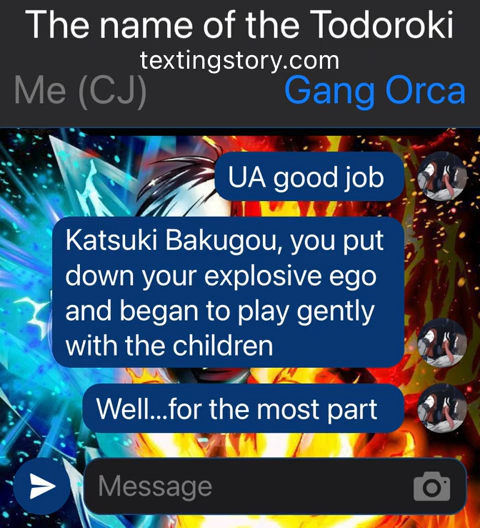 The name of the Todoroki
textingstory.com
Me (CJ)
Gang Orca
UA good job
Katsuki Bakugou, you put
down your explosive ego
and began to play gently
with the children
Well...for the most part
Message